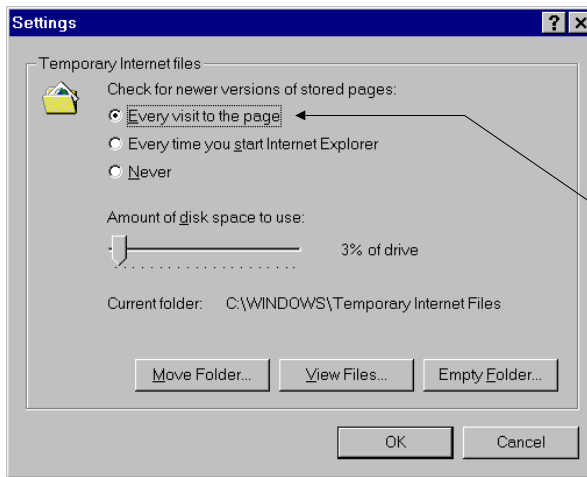 Settings
Temporary Internet files
Check for newer versions of stored pages:
Every visit to the page
Every time you start Internet Explorer
Never
Amount of disk space to use:
3% of drive
Current folder: C:\WINDOWS\Temporary Internet Files
Move Folder... View Files... Empty Folder...
OK Cancel